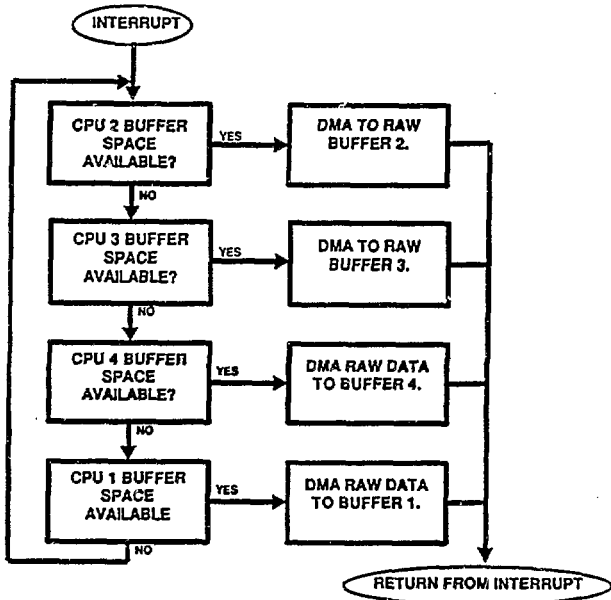 INTERRUPT
CPU 2 BUFFER
SPACE
AVAILABLE?
YES
DMA TO RAW
BUFFER 2.
NO
CPU 3 BUFFER
SPACE
AVAILABLE?
YES
DMA TO RAW
BUFFER 3.
NO
CPU 4 BUFFER
SPACE
AVAILABLE?
YES
DMA RAW DATA
TO BUFFER 4.
NO
CPU 1 BUFFER
SPACE
AVAILABLE
YES
DMA RAW DATA
TO BUFFER 1.
NO
RETURN FROM INTERRUPT